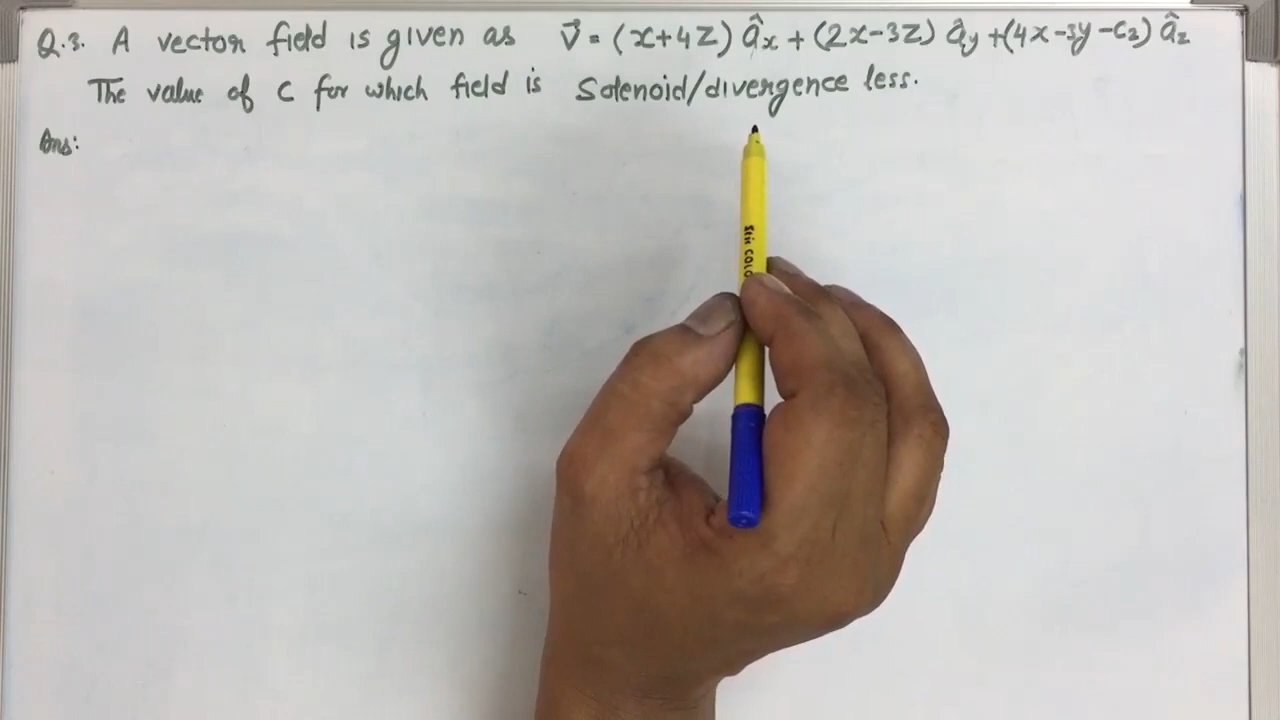 Q.3. A vector field is given as V⃗ = (x+4z) âx + (2x-3z) ây +(4x-3y-cz) âz
The value of c for which field is Solenoid/divergence less.
Ans: